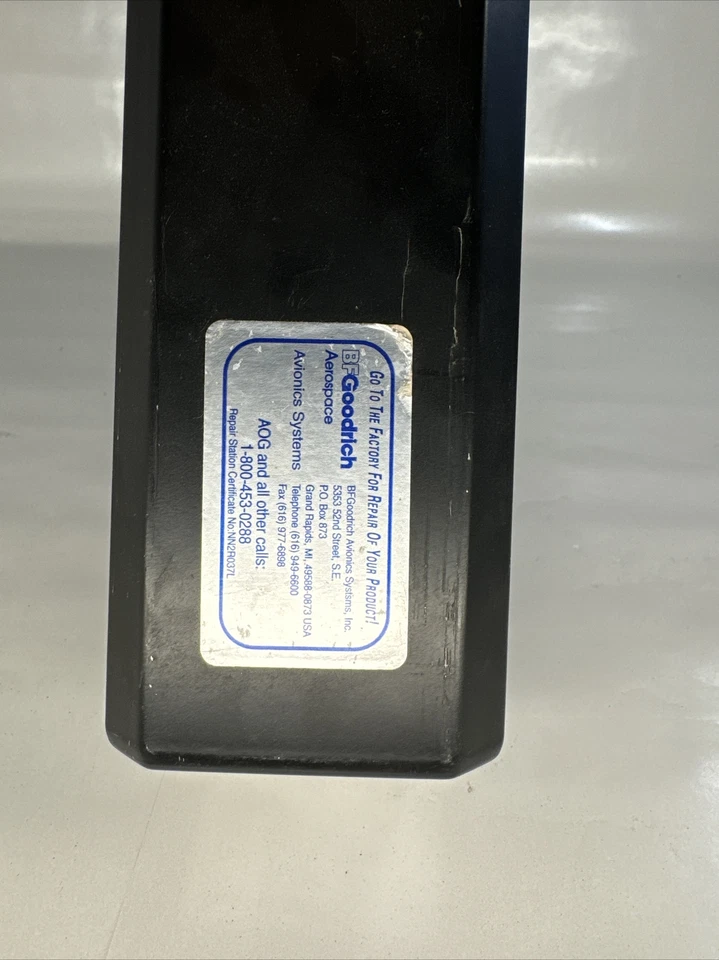 GO TO THE FACTORY FOR REPAIR OF YOUR PRODUCT!
BFGoodrich
Aerospace
Avionics Systems
BFGoodrich Avionics Systems, Inc.
5353 52nd Street, S.E.
P.O. Box 873
Grand Rapids, MI, 49588-0873 USA
Telephone (616) 949-6600
Fax (616) 977-6898
AOG and all other calls:
1-800-453-0288
Repair Station Certificate No:NN2R037L